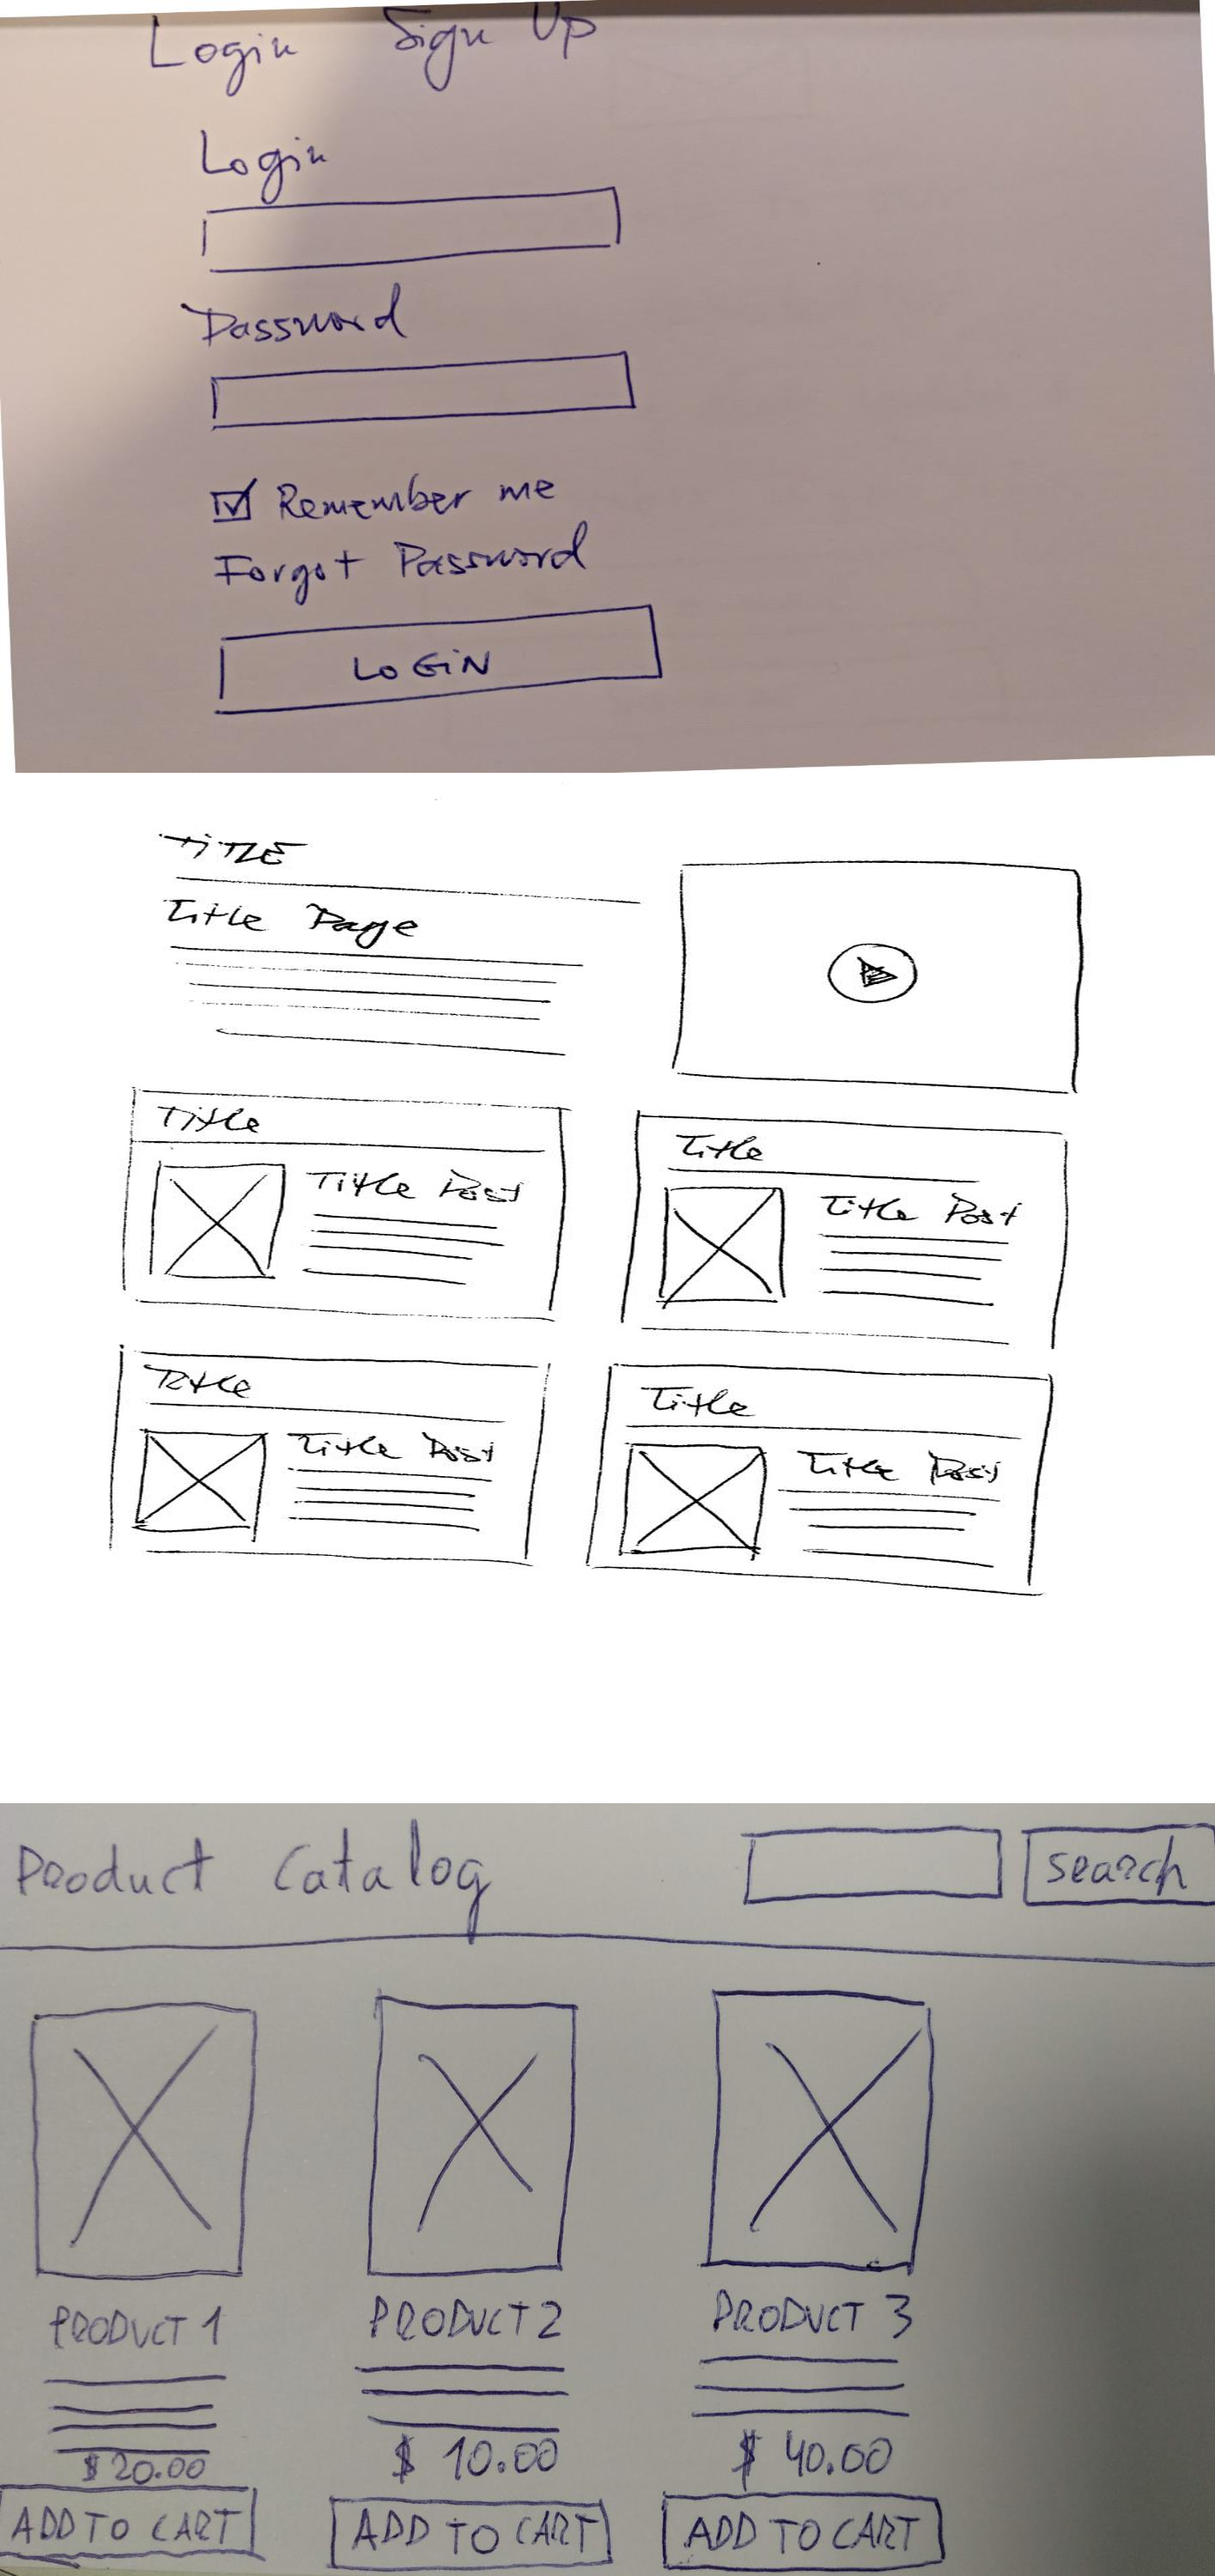 Login Sign Up
Login
Password
Remember me
Forgot Password
LOGIN
TITLE
Title Page
Title
Title Post
Title
Title Post
Title
Title Post
Title
Title Post
Product Catalog
search
PRODUCT 1
PRODUCT 2
PRODUCT 3
$ 20.00
$ 10.00
$ 40.00
ADD TO CART
ADD TO CART
ADD TO CART